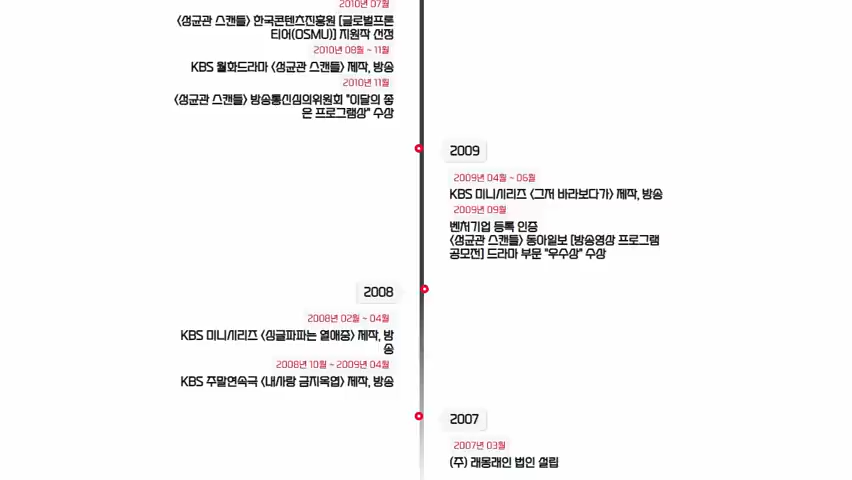 2010년 07월
<성균관 스캔들> 한국콘텐츠진흥원 [글로벌프론
티어(OSMU)] 지원작 선정
2010년 08월 ~ 11월
KBS 월화드라마 <성균관 스캔들> 제작, 방송
2010년 11월
<성균관 스캔들> 방송통신심의위원회 "이달의 좋
은 프로그램상" 수상
2009
2009년 04월 ~ 06월
KBS 미니시리즈 <그저 바라보다가> 제작, 방송
2009년 09월
벤처기업 등록 인증
<성균관 스캔들> 동아일보 [방송영상 프로그램
공모전] 드라마 부문 "우수상" 수상
2008
2008년 02월 ~ 04월
KBS 미니시리즈 <싱글파파는 열애중> 제작, 방
송
2008년 10월 ~ 2009년 04월
KBS 주말연속극 <내사랑 금지옥엽> 제작, 방송
2007
2007년 03월
(주) 래몽래인 법인 설립